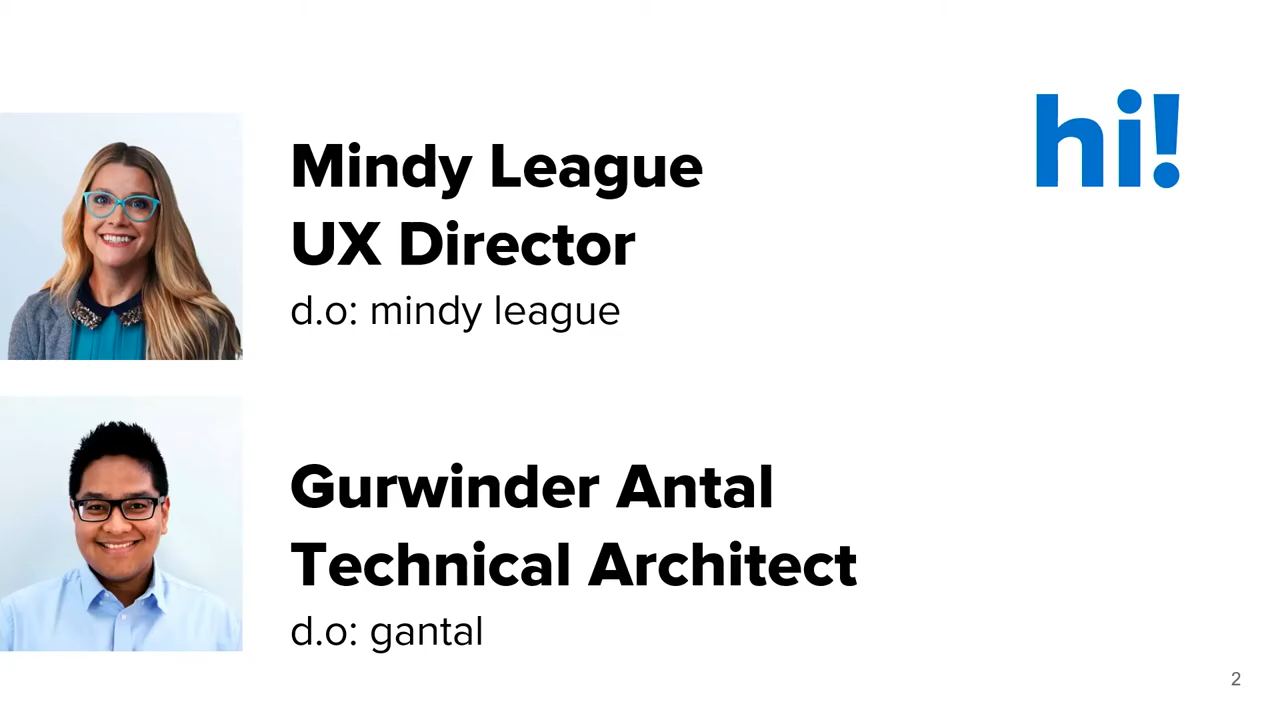 hi!
Mindy League
UX Director
d.o: mindy league
Gurwinder Antal
Technical Architect
d.o: gantal
2